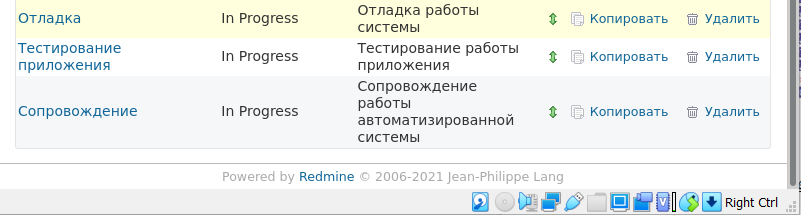 Отладка In Progress Отладка работы системы Копировать Удалить
Тестирование приложения In Progress Тестирование работы приложения Копировать Удалить
Сопровождение In Progress Сопровождение работы автоматизированной системы Копировать Удалить
Powered by Redmine © 2006-2021 Jean-Philippe Lang
Right Ctrl